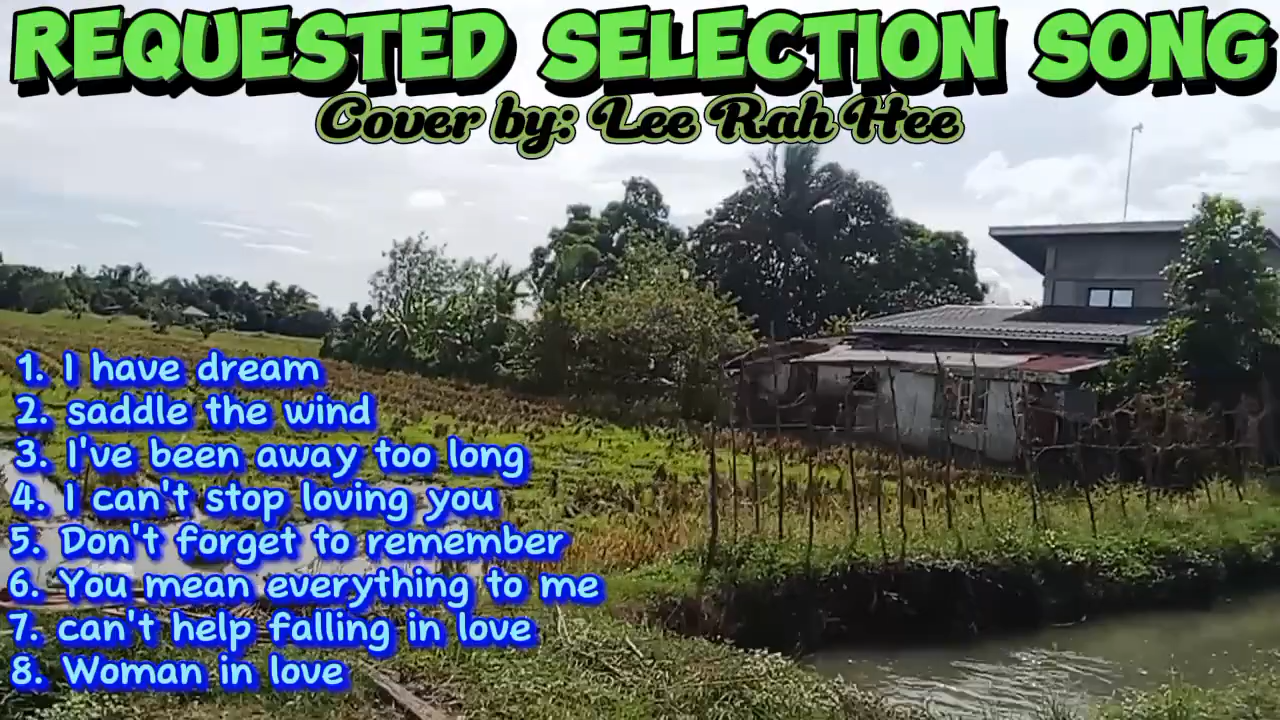 REQUESTED SELECTION SONG
Cover by: Lee Rah Hee
1. I have dream
2. saddle the wind
3. I've been away too long
4. I can't stop loving you
5. Don't forget to remember
6. You mean everything to me
7. can't help falling in love
8. Woman in love